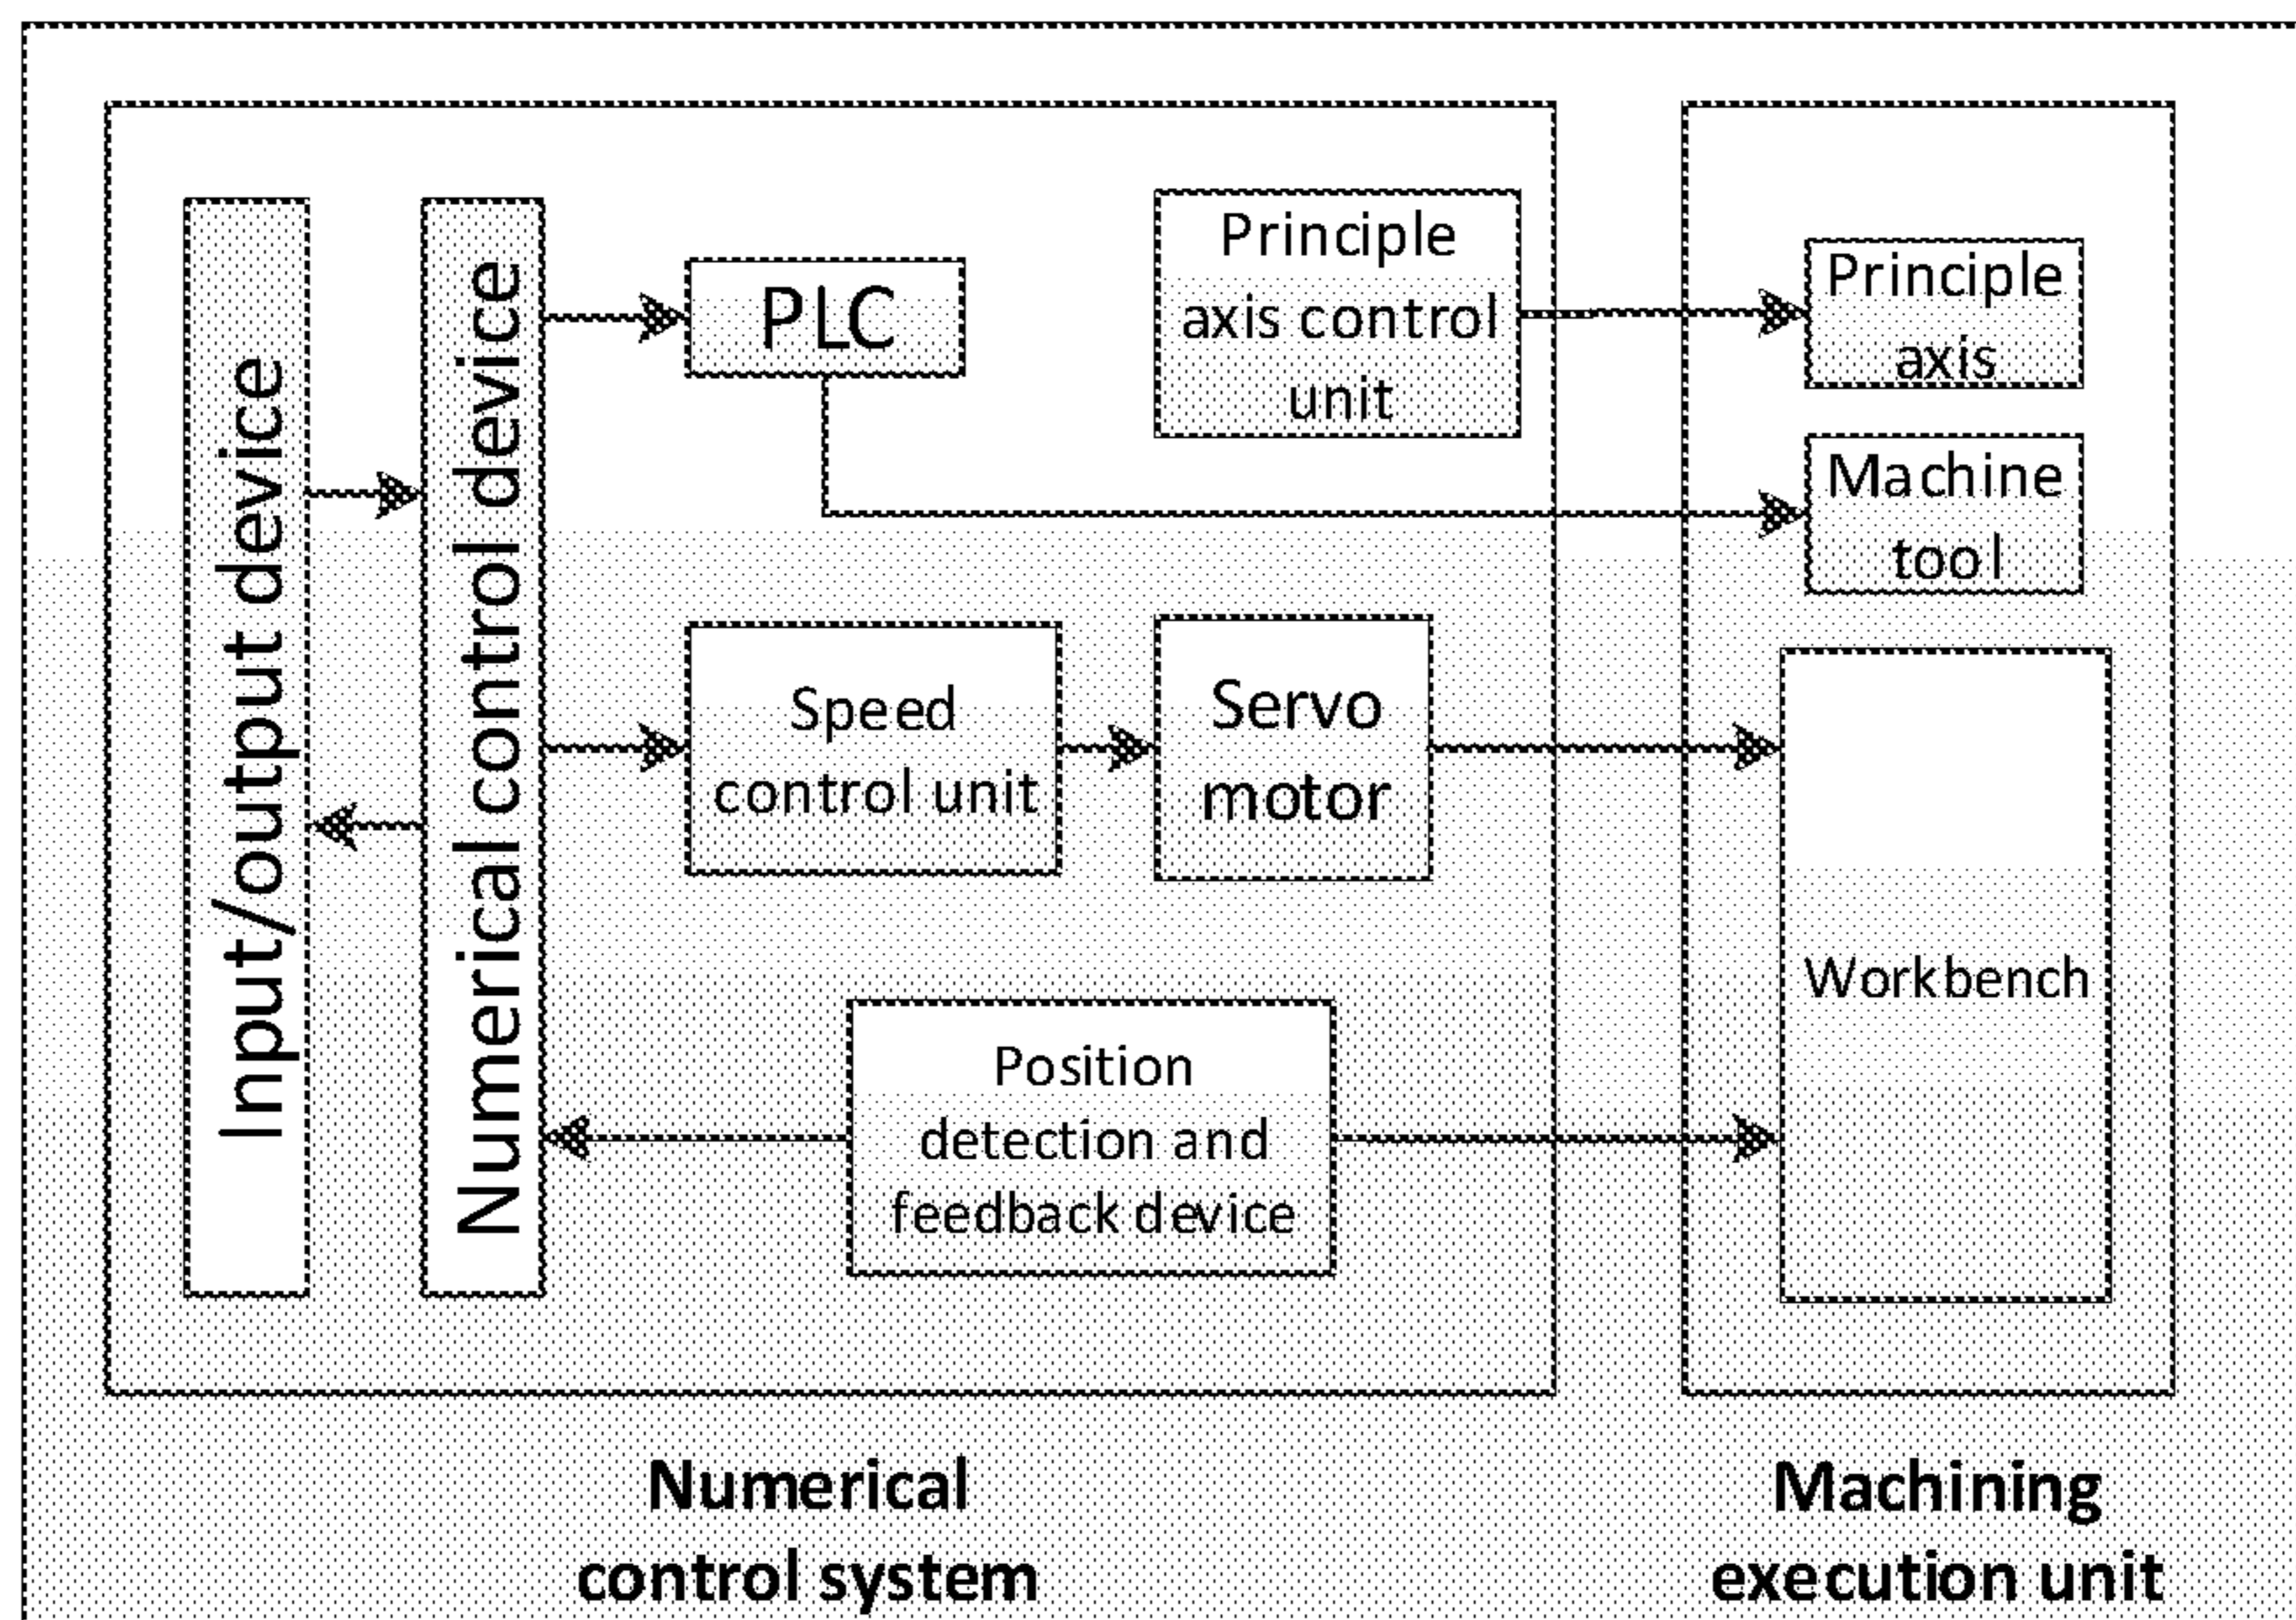 Input/output device
Numerical control device
PLC
Principle
axis control
unit
Principle
axis
Machine
tool
Speed
control unit
Servo
motor
Workbench
Position
detection and
feedback device
Numerical
control system
Machining
execution unit